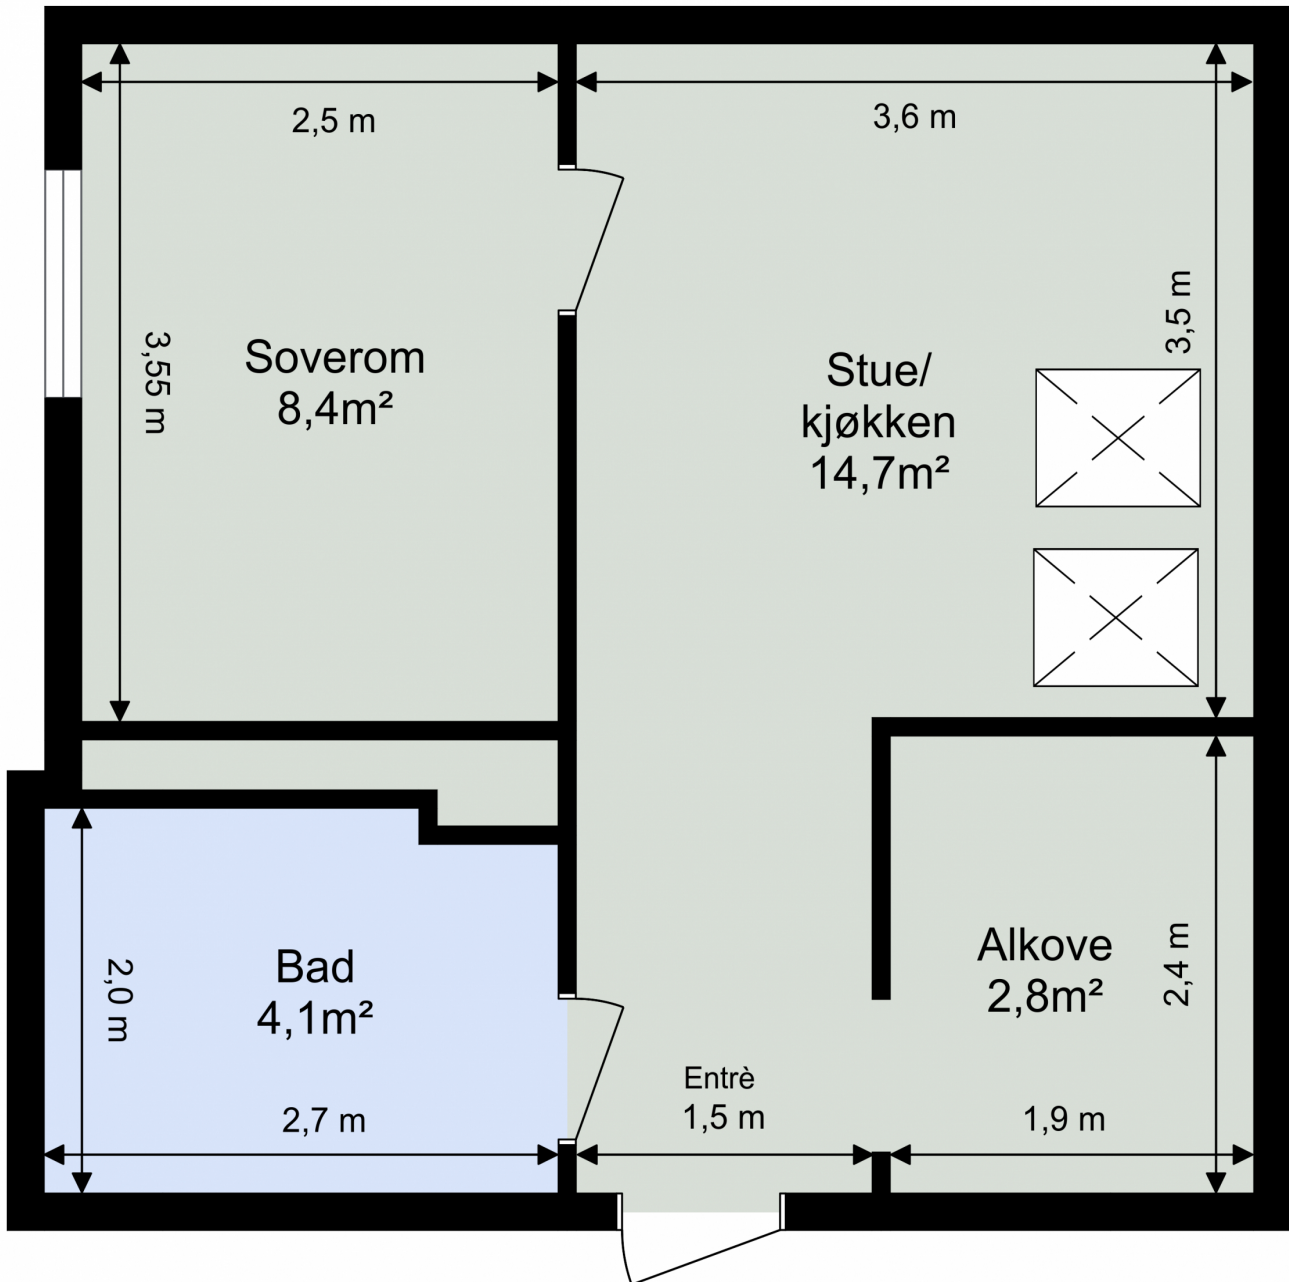 2,5 m
3,6 m
3,5 m
3,55 m
Soverom
8,4m²
Stue/
kjøkken
14,7m²
Bad
4,1m²
2,0 m
2,7 m
Entrè
1,5 m
Alkove
2,8m²
2,4 m
1,9 m